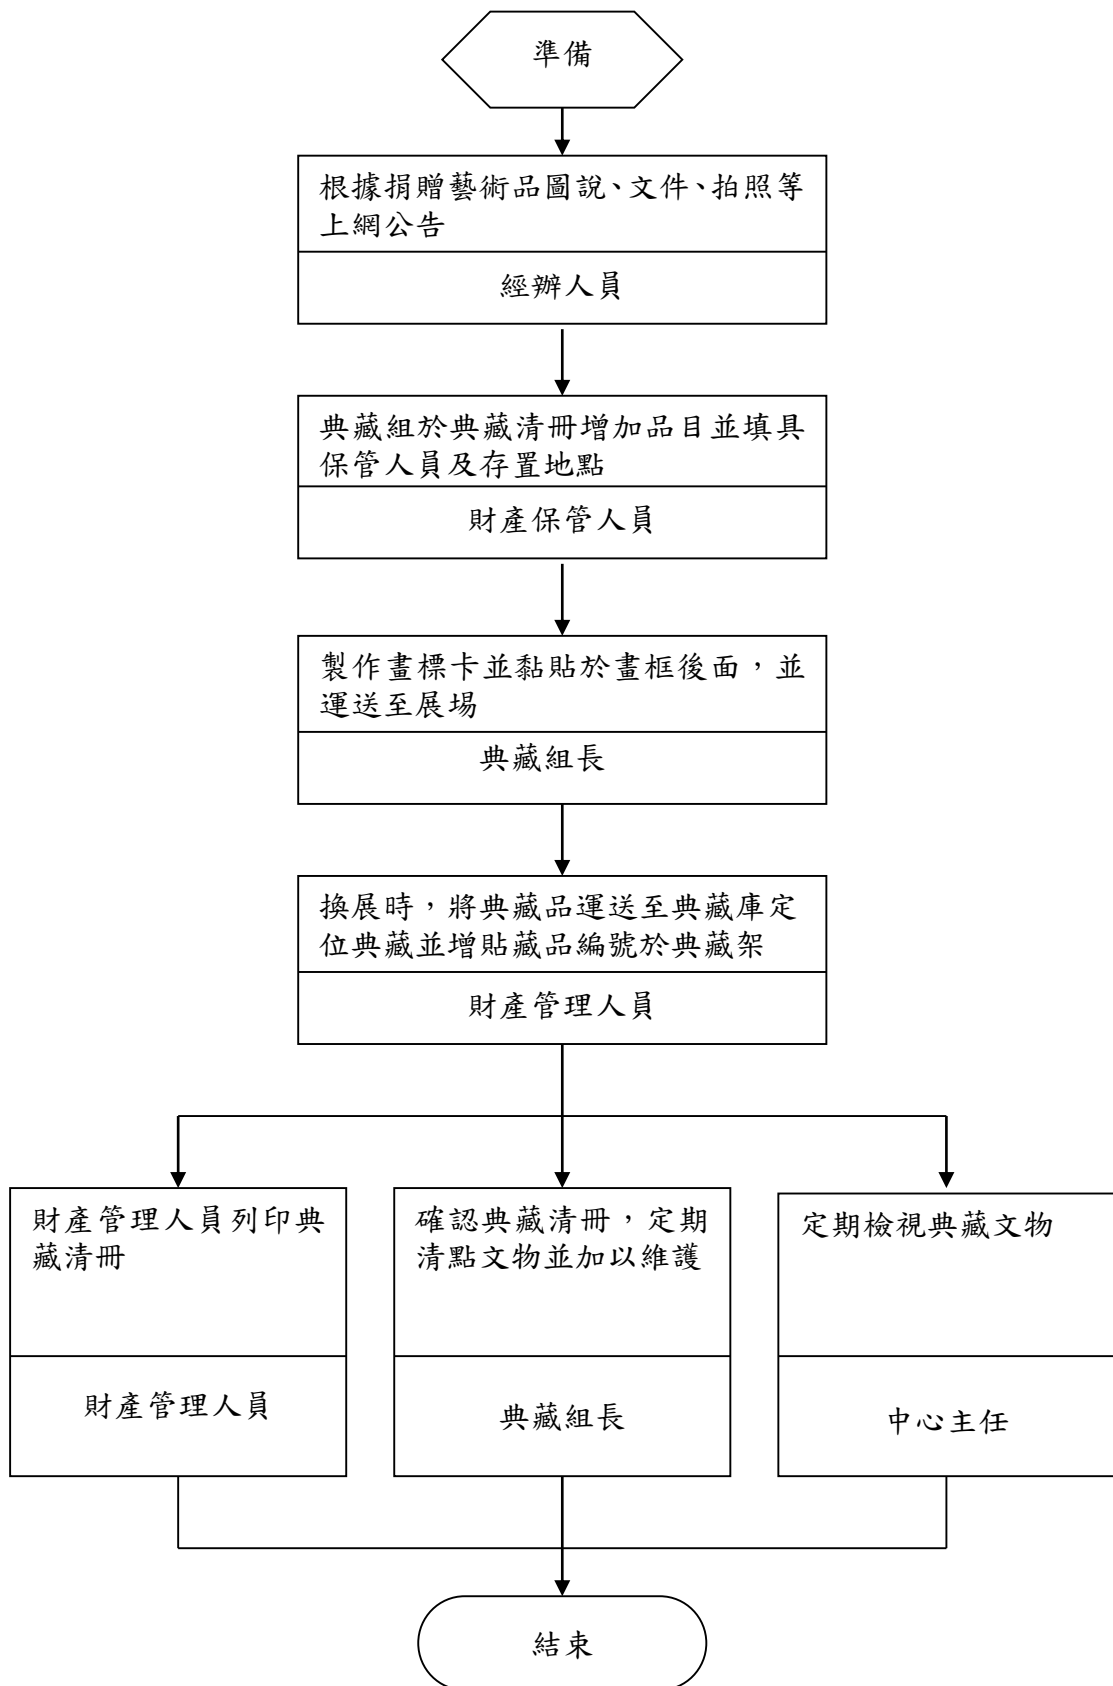 準備
根據捐贈藝術品圖說、文件、拍照等
上網公告
經辦人員
典藏組於典藏清冊增加品目並填具
保管人員及存置地點
財產保管人員
製作畫標卡並黏貼於畫框後面，並
運送至展場
典藏組長
換展時，將典藏品運送至典藏庫定
位典藏並增貼藏品編號於典藏架
財產管理人員
財產管理人員列印典
藏清冊
財產管理人員
確認典藏清冊，定期
清點文物並加以維護
典藏組長
定期檢視典藏文物
中心主任
結束